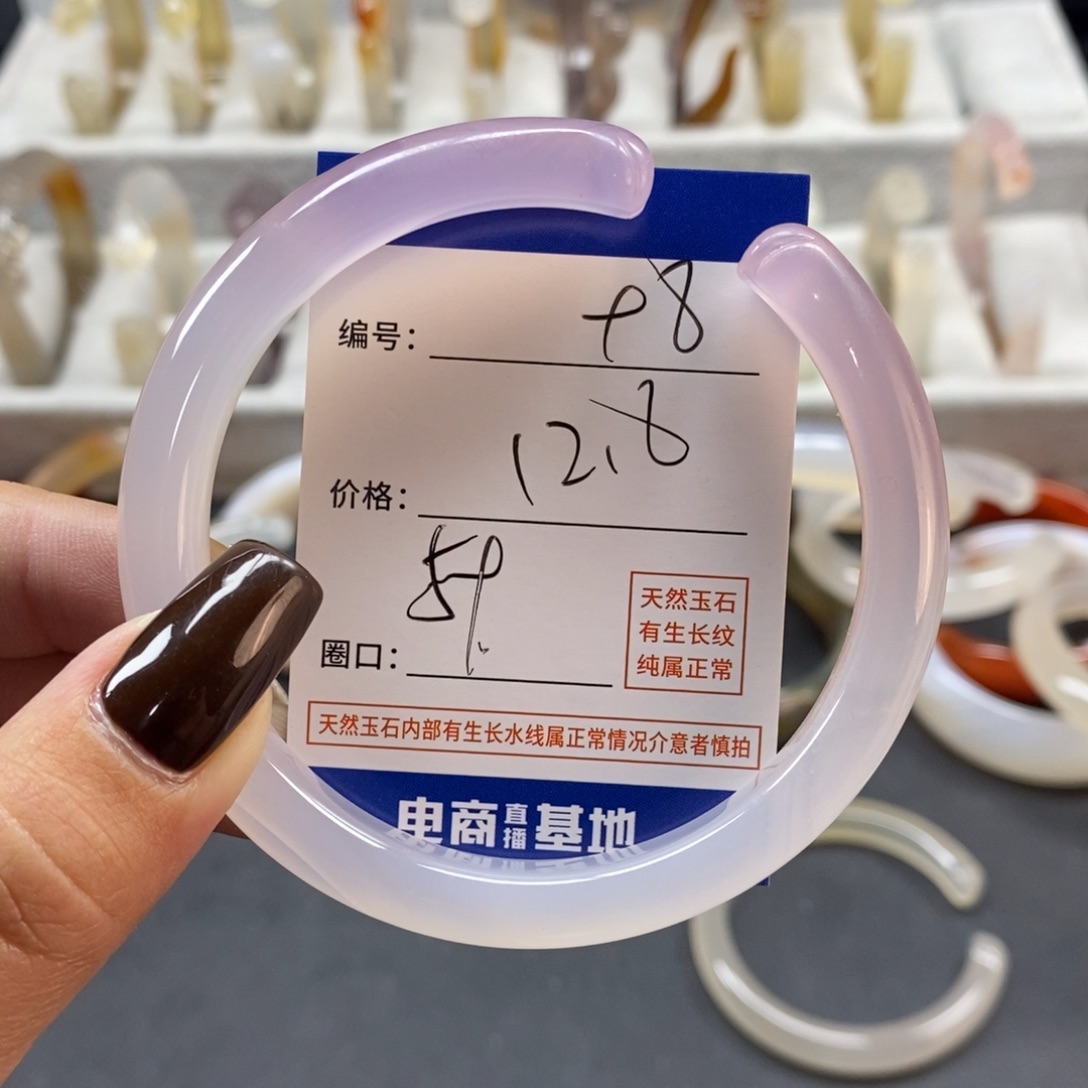 编号： 98
价格： 12.8
圈口： 59.
天然玉石
有生长纹
纯属正常
天然玉石内部有生长水线属正常情况介意者慎拍
电商直播基地